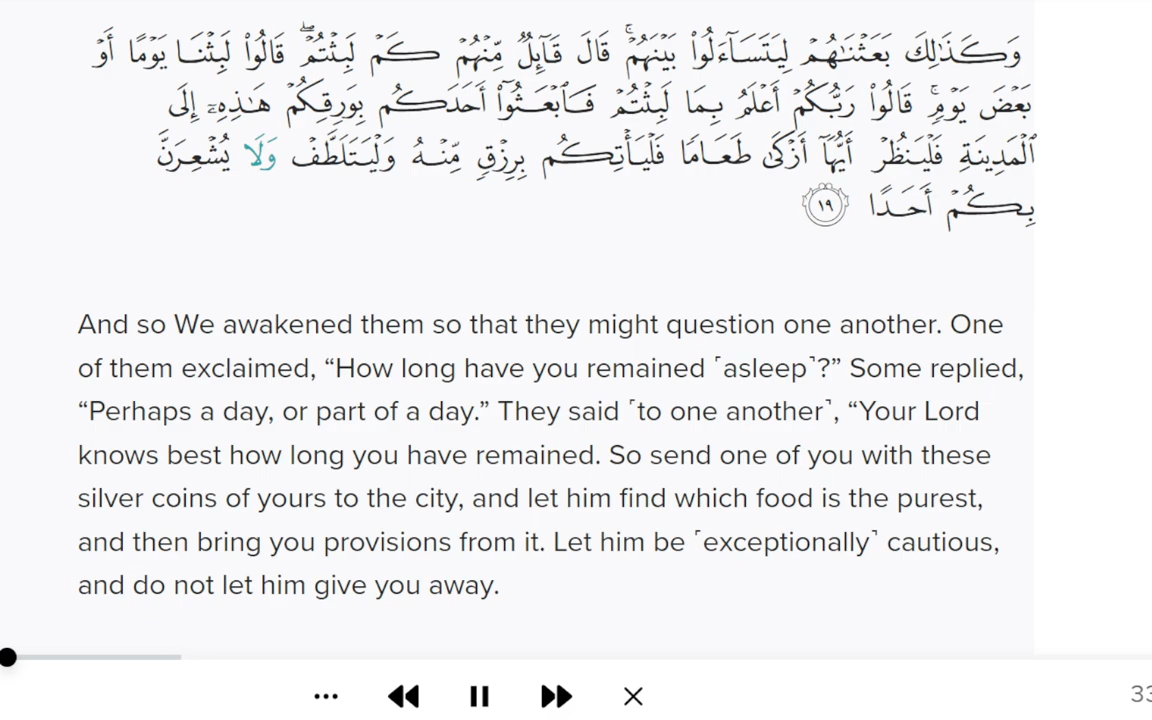 وَكَذَٰلِكَ بَعَثْنَـٰهُمْ لِيَتَسَآءَلُوا۟ بَيْنَهُمْ ۚ قَالَ قَآئِلٌ مِّنْهُمْ كَمْ لَبِثْتُمْ ۖ قَالُوا۟ لَبِثْنَا يَوْمًا أَوْ
بَعْضَ يَوْمٍ ۚ قَالُوا۟ رَبُّكُمْ أَعْلَمُ بِمَا لَبِثْتُمْ فَٱبْعَثُوٓا۟ أَحَدَكُم بِوَرِقِكُمْ هَـٰذِهِۦٓ إِلَى
ٱلْمَدِينَةِ فَلْيَنظُرْ أَيُّهَآ أَزْكَىٰ طَعَامًا فَلْيَأْتِكُم بِرِزْقٍ مِّنْهُ وَلْيَتَلَطَّفْ وَلَا يُشْعِرَنَّ
بِكُمْ أَحَدًا ١٩
And so We awakened them so that they might question one another. One
of them exclaimed, “How long have you remained ˹asleep˺?” Some replied,
“Perhaps a day, or part of a day.” They said ˹to one another˺, “Your Lord
knows best how long you have remained. So send one of you with these
silver coins of yours to the city, and let him find which food is the purest,
and then bring you provisions from it. Let him be ˹exceptionally˺ cautious,
and do not let him give you away.